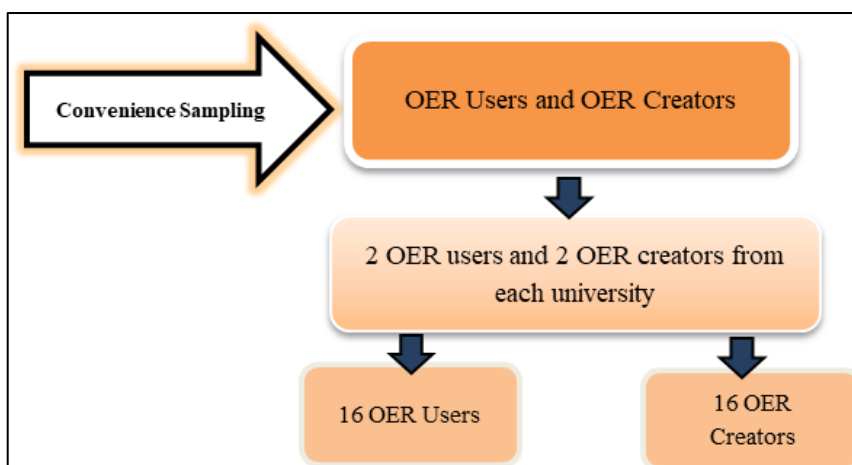 Convenience Sampling
OER Users and OER Creators
2 OER users and 2 OER creators from
each university
16 OER Users
16 OER
Creators